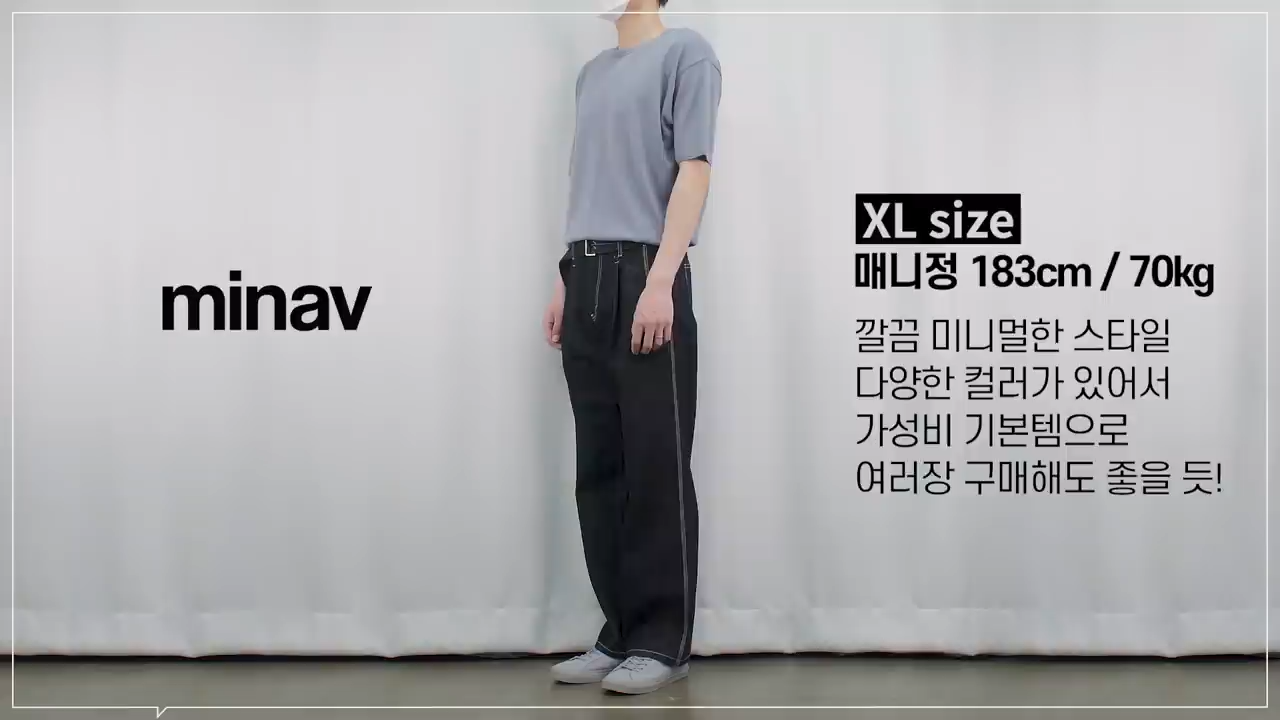 minav
XL size
매니정 183cm / 70kg
깔끔 미니멀한 스타일
다양한 컬러가 있어서
가성비 기본템으로
여러장 구매해도 좋을 듯!